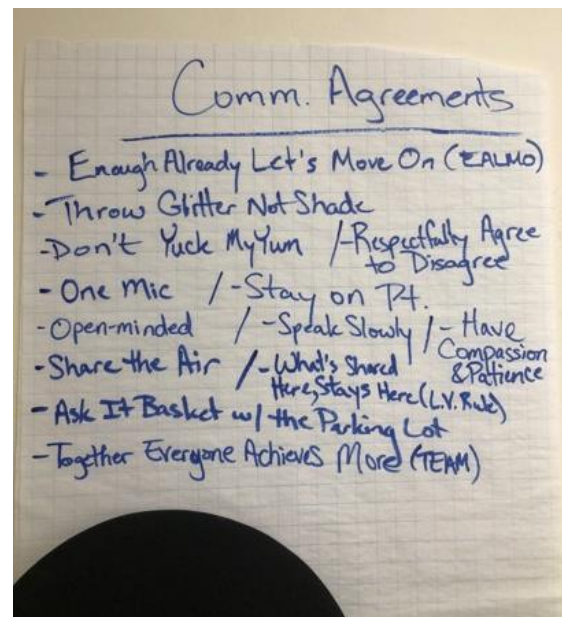 Comm. Agreements
- Enough Already Let's Move On (EALMO)
- Throw Glitter Not Shade
- Don't Yuck My Yum / - Respectfully Agree
to Disagree
- One Mic / - Stay on Pt.
- Open-minded / - Speak Slowly / - Have
Compassion
& Patience
- Share the Air / - What's Shared
Here, Stays Here (L.V. Rule)
- Ask It Basket w/ the Parking Lot
- Together Everyone Achieves More (TEAM)